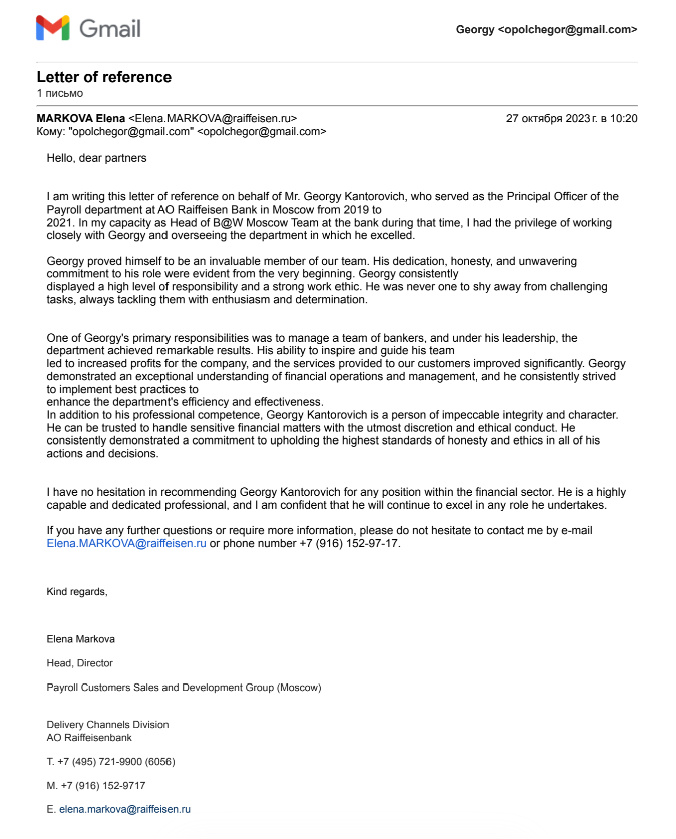 Gmail
Georgy <opolchegor@gmail.com>
Letter of reference
1 письмо
MARKOVA Elena <Elena.MARKOVA@raiffeisen.ru>
27 октября 2023 г. в 10:20
Кому: "opolchegor@gmail.com" <opolchegor@gmail.com>
Hello, dear partners
I am writing this letter of reference on behalf of Mr. Georgy Kantorovich, who served as the Principal Officer of the
Payroll department at AO Raiffeisen Bank in Moscow from 2019 to
2021. In my capacity as Head of B@W Moscow Team at the bank during that time, I had the privilege of working
closely with Georgy and overseeing the department in which he excelled.
Georgy proved himself to be an invaluable member of our team. His dedication, honesty, and unwavering
commitment to his role were evident from the very beginning. Georgy consistently
displayed a high level of responsibility and a strong work ethic. He was never one to shy away from challenging
tasks, always tackling them with enthusiasm and determination.
One of Georgy's primary responsibilities was to manage a team of bankers, and under his leadership, the
department achieved remarkable results. His ability to inspire and guide his team
led to increased profits for the company, and the services provided to our customers improved significantly. Georgy
demonstrated an exceptional understanding of financial operations and management, and he consistently strived
to implement best practices to
enhance the department's efficiency and effectiveness.
In addition to his professional competence, Georgy Kantorovich is a person of impeccable integrity and character.
He can be trusted to handle sensitive financial matters with the utmost discretion and ethical conduct. He
consistently demonstrated a commitment to upholding the highest standards of honesty and ethics in all of his
actions and decisions.
I have no hesitation in recommending Georgy Kantorovich for any position within the financial sector. He is a highly
capable and dedicated professional, and I am confident that he will continue to excel in any role he undertakes.
If you have any further questions or require more information, please do not hesitate to contact me by e-mail
Elena.MARKOVA@raiffeisen.ru or phone number +7 (916) 152-97-17.
Kind regards,
Elena Markova
Head, Director
Payroll Customers Sales and Development Group (Moscow)
Delivery Channels Division
AO Raiffeisenbank
T. +7 (495) 721-9900 (6056)
M. +7 (916) 152-9717
E. elena.markova@raiffeisen.ru